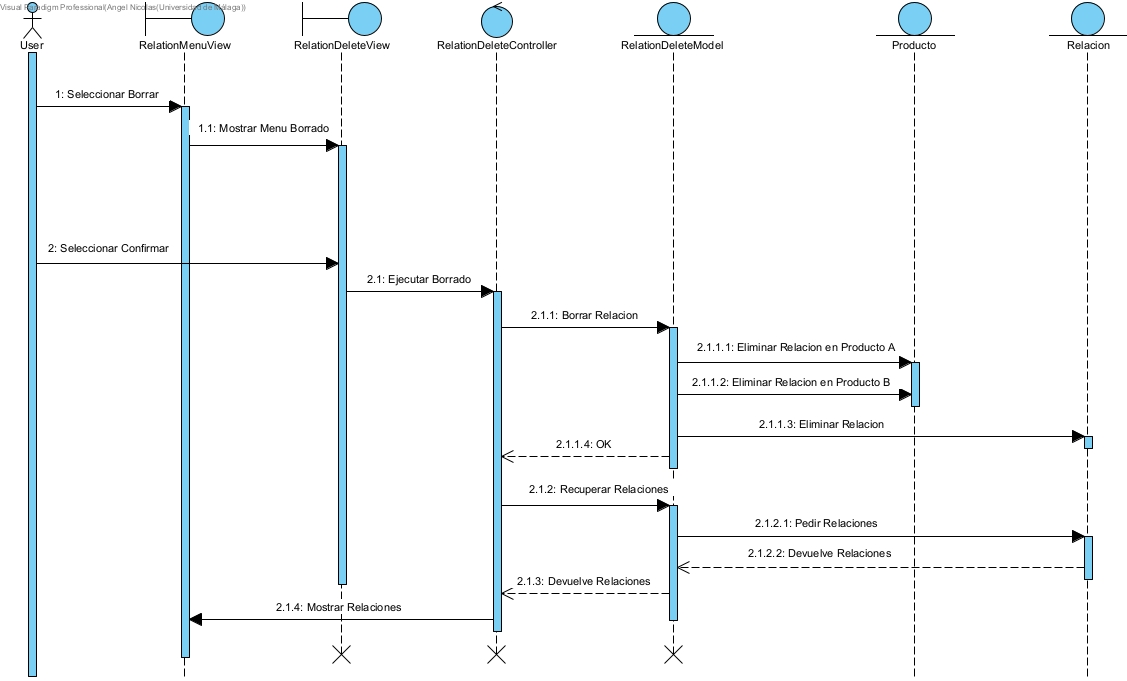 Visual Paradigm Professional(Angel Nicolas(Universidad de Málaga))
User
RelationMenuView
RelationDeleteView
RelationDeleteController
RelationDeleteModel
Producto
Relacion
1: Seleccionar Borrar
1.1: Mostrar Menu Borrado
2: Seleccionar Confirmar
2.1: Ejecutar Borrado
2.1.1: Borrar Relacion
2.1.1.1: Eliminar Relacion en Producto A
2.1.1.2: Eliminar Relacion en Producto B
2.1.1.3: Eliminar Relacion
2.1.1.4: OK
2.1.2: Recuperar Relaciones
2.1.2.1: Pedir Relaciones
2.1.2.2: Devuelve Relaciones
2.1.3: Devuelve Relaciones
2.1.4: Mostrar Relaciones